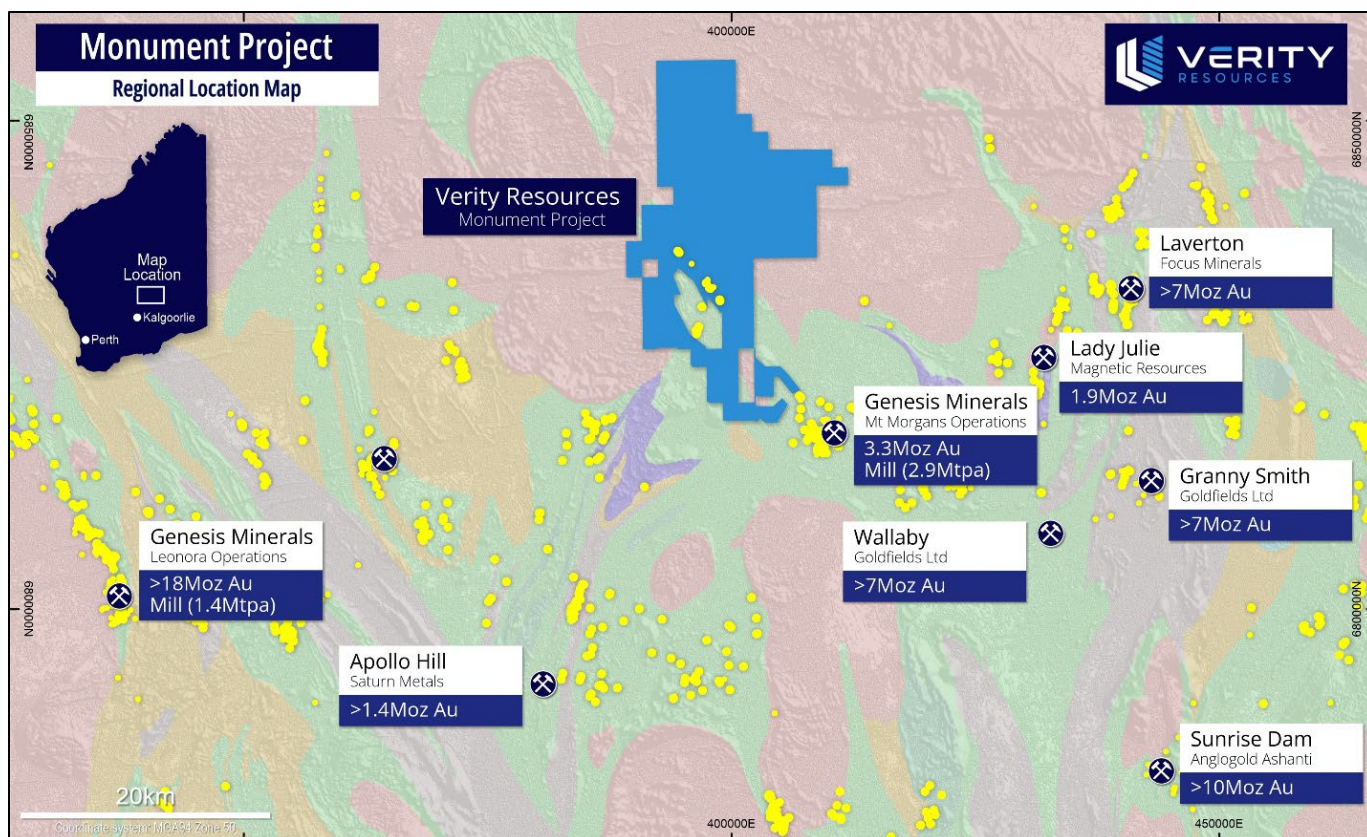 Monument Project
Regional Location Map
400000E
VERITY
RESOURCES
6850000N
6850000N
Map
Location
Kalgoorlie
Perth
Verity Resources
Monument Project
Laverton
Focus Minerals
>7Moz Au
Lady Julie
Magnetic Resources
1.9Moz Au
Genesis Minerals
Mt Morgans Operations
3.3Moz Au
Mill (2.9Mtpa)
Granny Smith
Goldfields Ltd
>7Moz Au
Wallaby
Goldfields Ltd
>7Moz Au
Genesis Minerals
Leonora Operations
>18Moz Au
Mill (1.4Mtpa)
6800000N
6800000N
Apollo Hill
Saturn Metals
>1.4Moz Au
Sunrise Dam
Anglogold Ashanti
>10Moz Au
20km
Coordinate system: MGA94 Zone 50
400000E
450000E